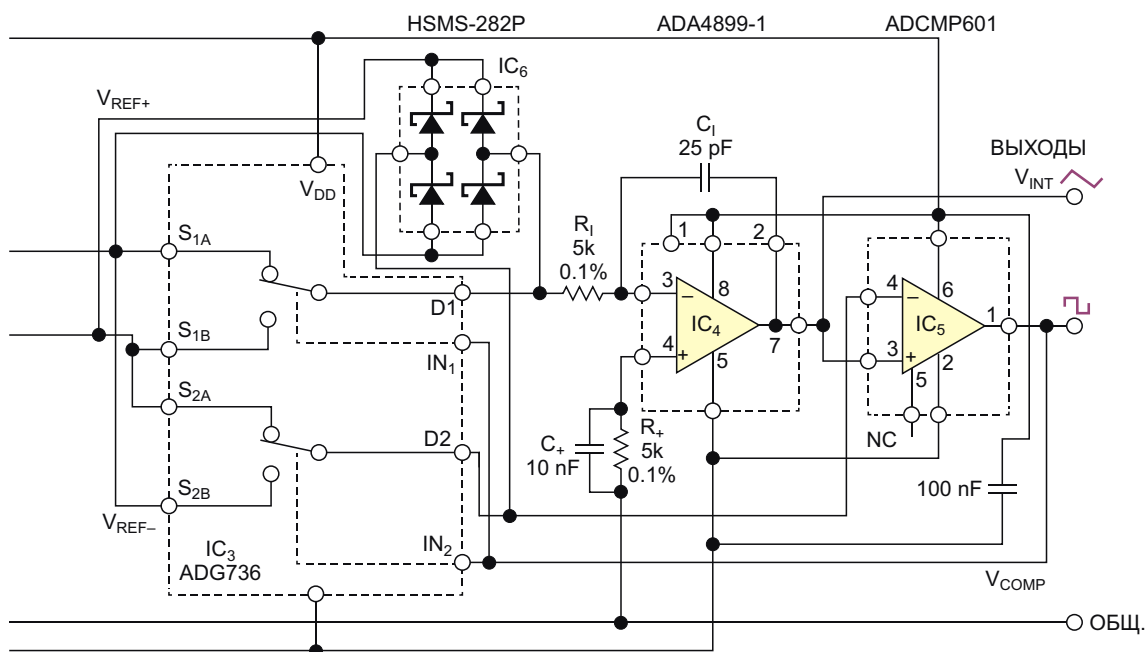 HSMS-282P
ADA4899-1
ADCMP601
IC6
VREF+
CI
25 pF
ВЫХОДЫ
VINT
VDD
S1A
RI
5k
0.1%
1
2
3
8
4
6
D1
IC4
7
IC5
1
S1B
IN1
4
5
3
2
5
S2A
R+
5k
0.1%
C+
10 nF
D2
NC
100 nF
S2B
VREF–
IC3
ADG736
IN2
VCOMP
ОБЩ.